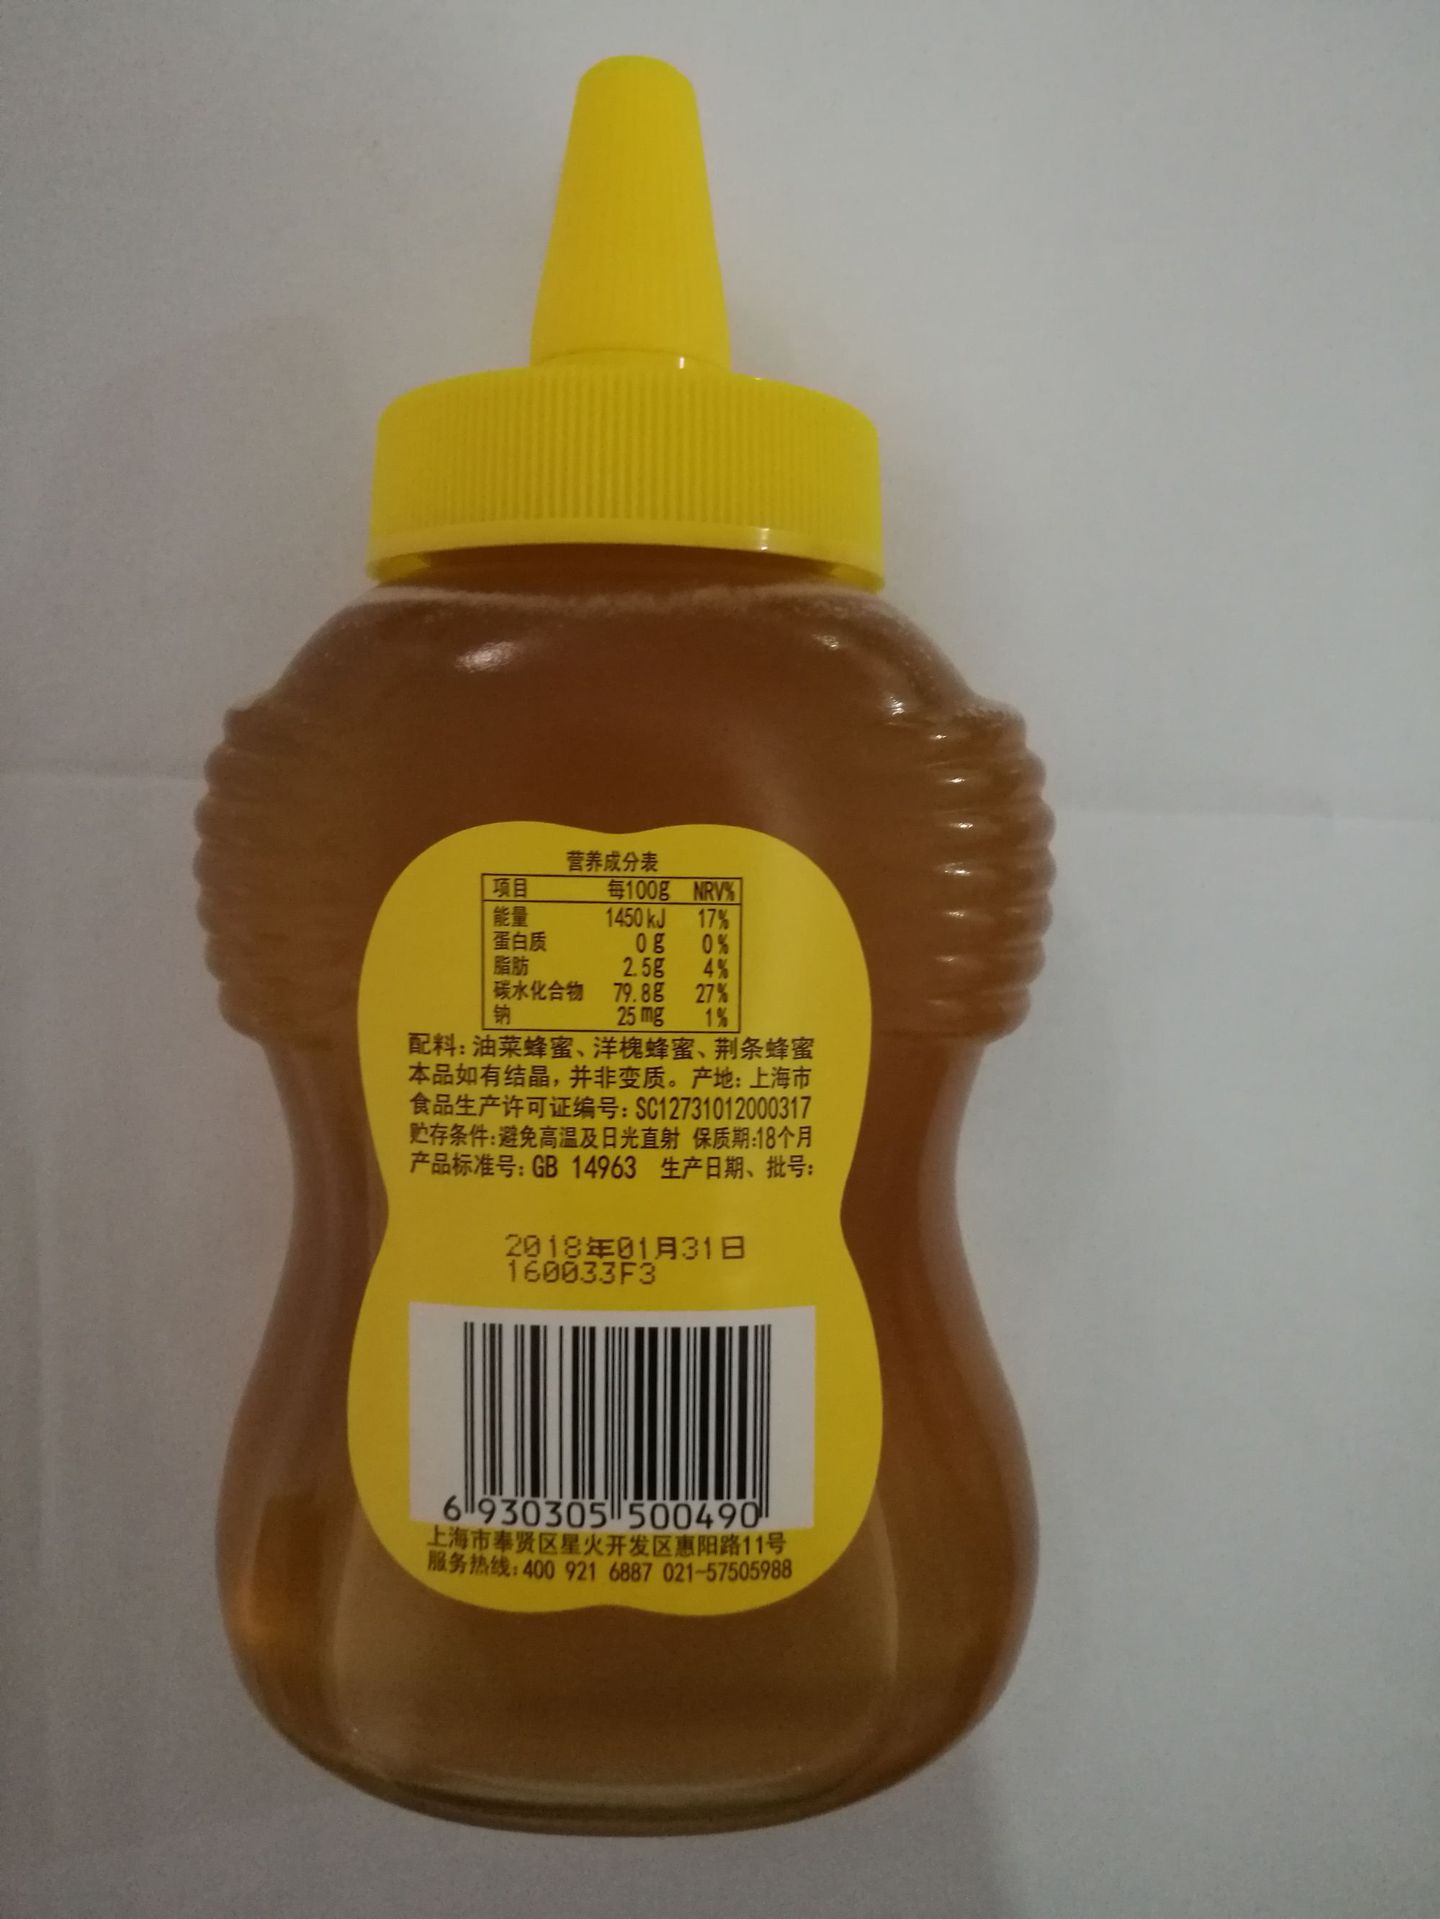 营养成分表
项目 每100g NRV%
能量 1450kJ 17%
蛋白质 0g 0%
脂肪 2.5g 4%
碳水化合物 79.8g 27%
钠 25mg 1%
配料：油菜蜂蜜、洋槐蜂蜜、荆条蜂蜜
本品如有结晶，并非变质。产地：上海市
食品生产许可证编号：SC12731012000317
贮存条件：避免高温及日光直射 保质期：18个月
产品标准号：GB 14963 生产日期、批号：
2018年01月31日
160033F3
6 930305 500490
上海市奉贤区星火开发区惠阳路11号
服务热线：400 921 6887 021-57505988